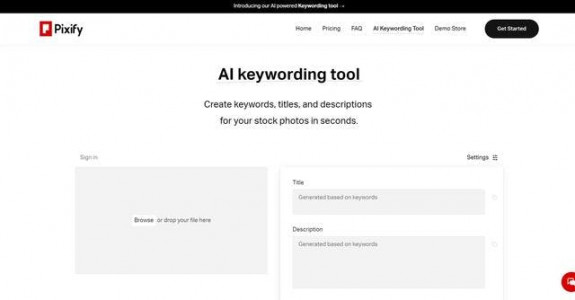 Introducing our AI powered Keywording tool →
Pixify
Home Pricing FAQ AI Keywording Tool Demo Store Get Started
AI keywording tool
Create keywords, titles, and descriptions
for your stock photos in seconds.
Sign in
Settings
Browse or drop your file here
Title
Generated based on keywords
Description
Generated based on keywords